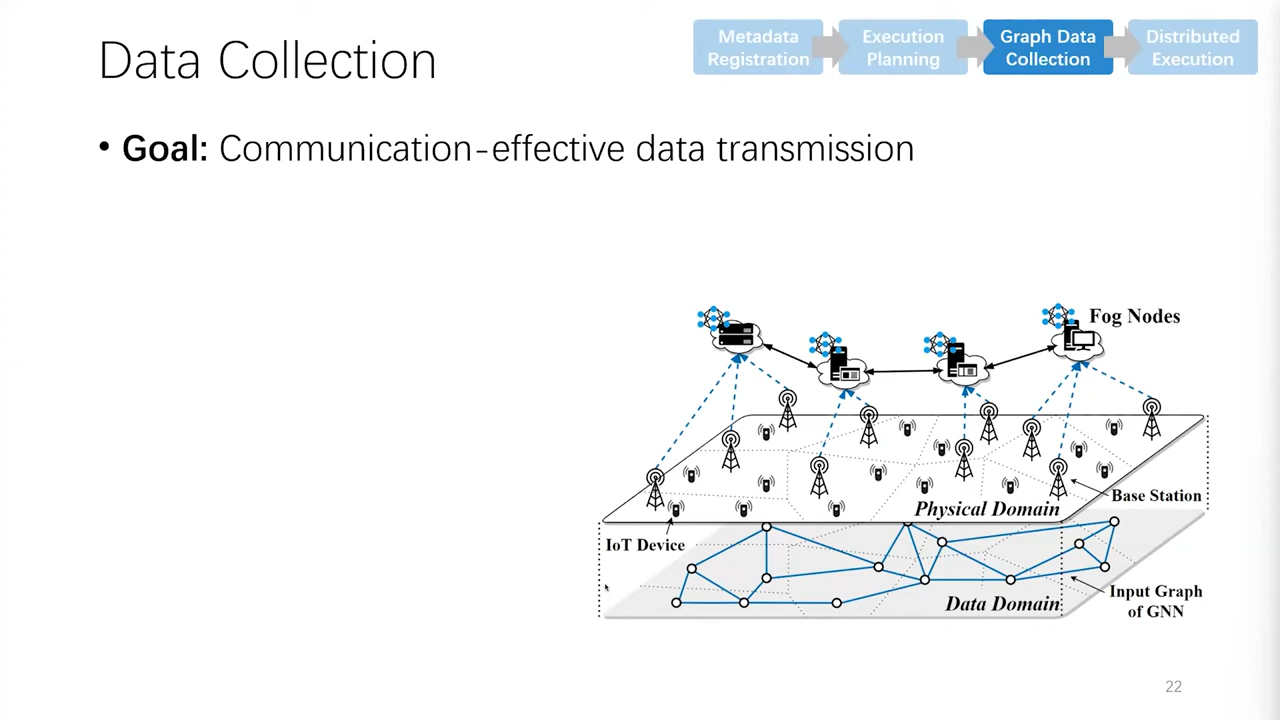 Data Collection
Metadata
Registration
Execution
Planning
Graph Data
Collection
Distributed
Execution
• Goal: Communication-effective data transmission
Fog Nodes
Base Station
Physical Domain
IoT Device
Input Graph
of GNN
Data Domain
22